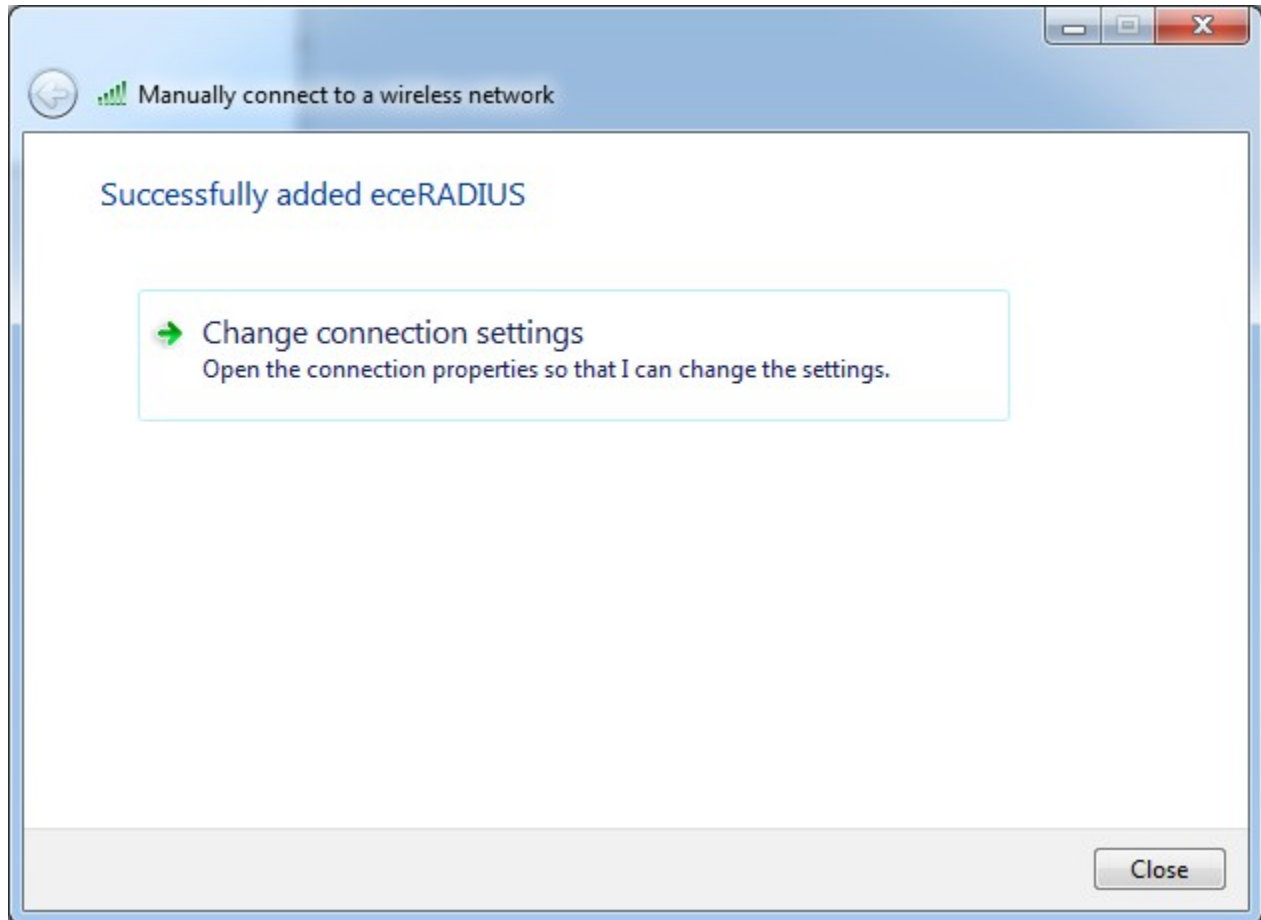 Manually connect to a wireless network
Successfully added eceRADIUS
Change connection settings
Open the connection properties so that I can change the settings.
Close